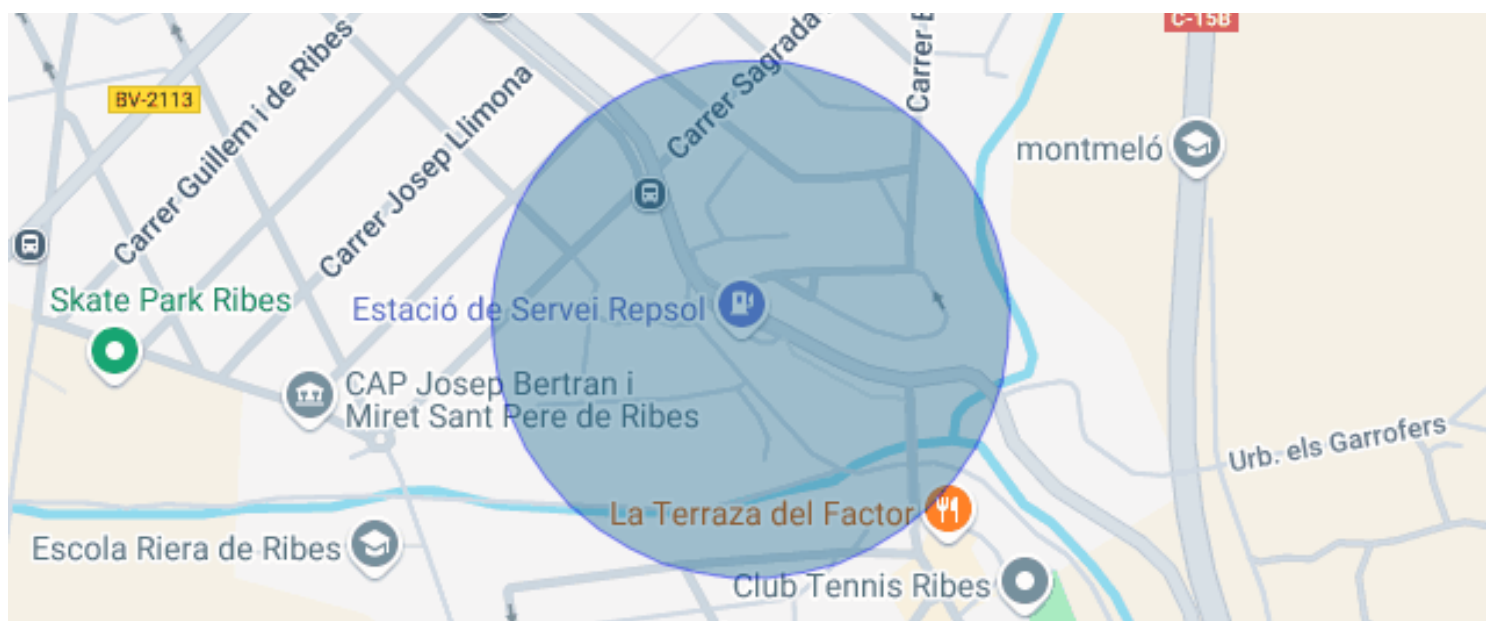 C-15B
BV-2113
Carrer Guillem i de Ribes
Carrer Josep Llimona
Carrer Sagrada
Carrer
montmeló
Skate Park Ribes
Estació de Servei Repsol
CAP Josep Bertran i
Miret Sant Pere de Ribes
Urb. els Garrofers
La Terraza del Factor
Escola Riera de Ribes
Club Tennis Ribes